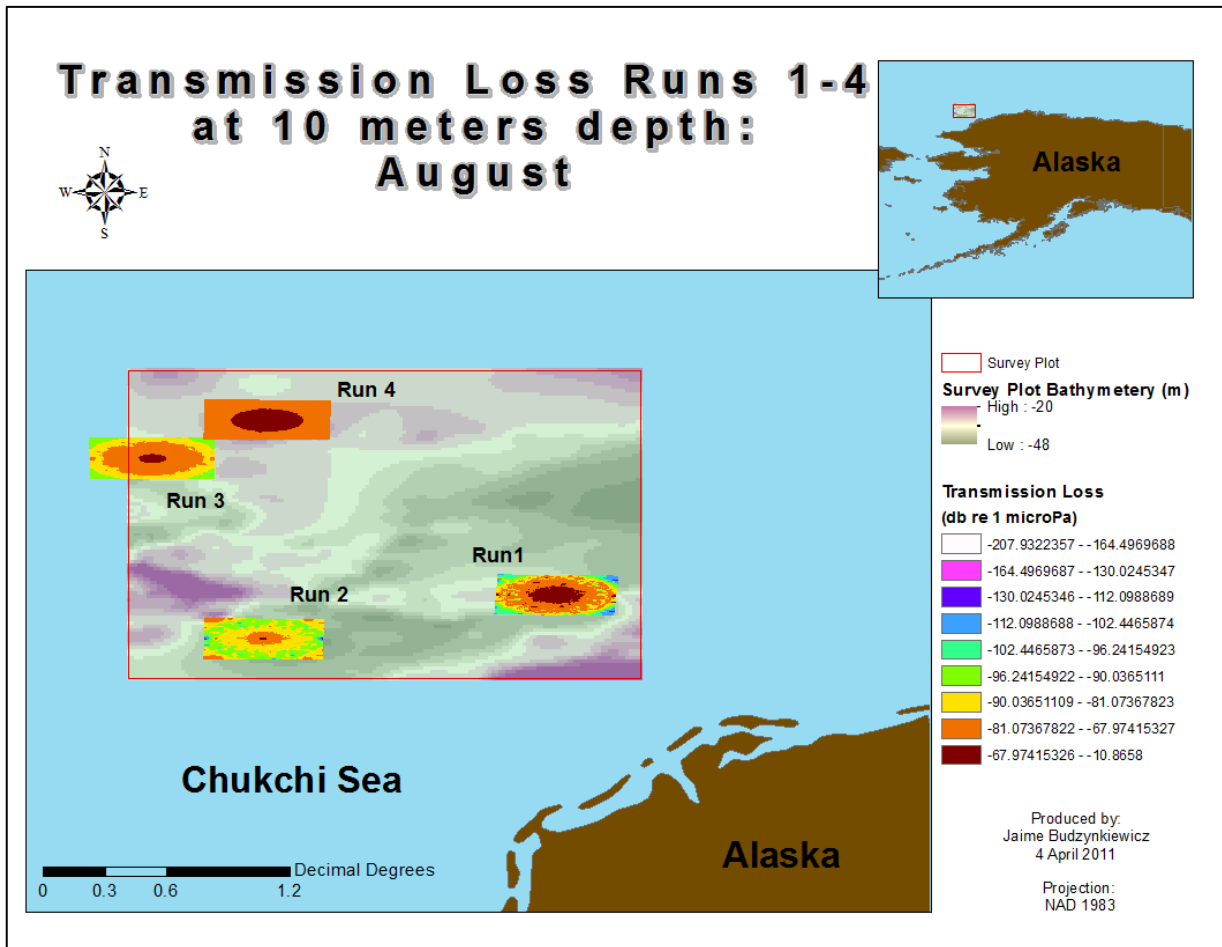 Transmission Loss Runs 1-4
at 10 meters depth:
August
N
W
E
S
Alaska
Run 4
Run 3
Run1
Run 2
Chukchi Sea
Alaska
Decimal Degrees
0
0.3
0.6
1.2
Survey Plot
Survey Plot Bathymetery (m)
High : -20
Low : -48
Transmission Loss
(db re 1 microPa)
-207.9322357 - -164.4969688
-164.4969687 - -130.0245347
-130.0245346 - -112.0988689
-112.0988688 - -102.4465874
-102.4465873 - -96.24154923
-96.24154922 - -90.0365111
-90.03651109 - -81.07367823
-81.07367822 - -67.97415327
-67.97415326 - -10.8658
Produced by:
Jaime Budzynkiewicz
4 April 2011
Projection:
NAD 1983